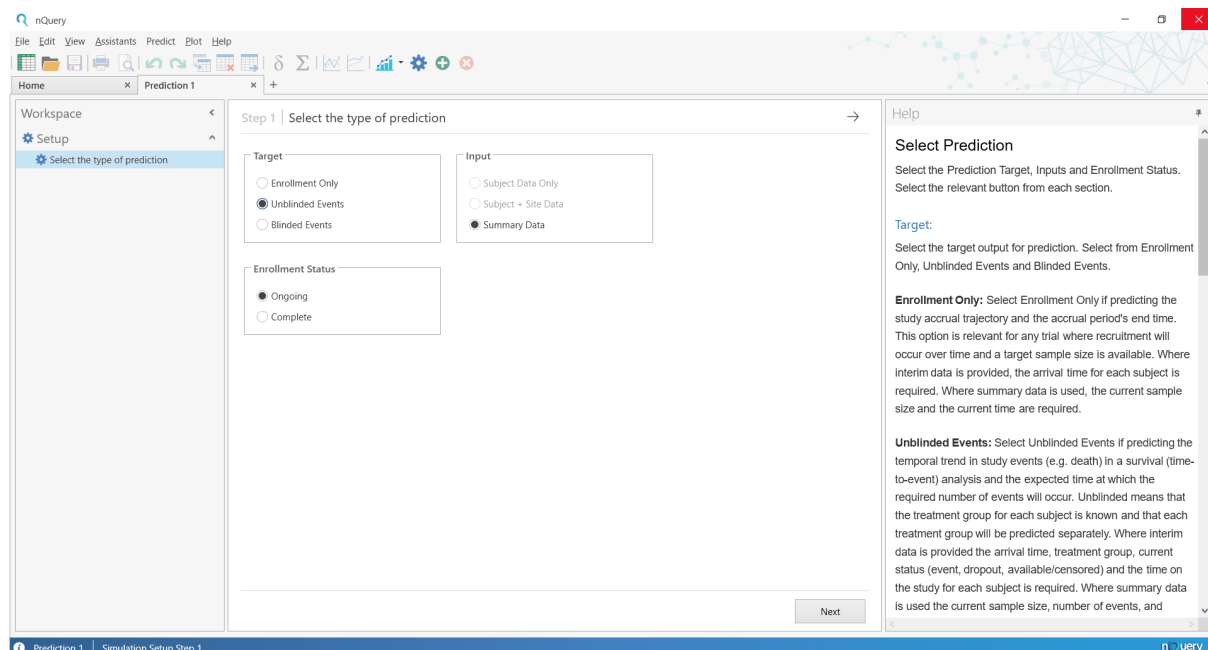 nQuery
File Edit View Assistants Predict Plot Help
Home × Prediction 1 × +
Workspace
Setup
Select the type of prediction
Step 1 | Select the type of prediction
Target
Enrollment Only
Unblinded Events
Blinded Events
Input
Subject Data Only
Subject + Site Data
Summary Data
Enrollment Status
Ongoing
Complete
Next
Help
Select Prediction
Select the Prediction Target, Inputs and Enrollment Status.
Select the relevant button from each section.
Target:
Select the target output for prediction. Select from Enrollment
Only, Unblinded Events and Blinded Events.
Enrollment Only: Select Enrollment Only if predicting the
study accrual trajectory and the accrual period's end time.
This option is relevant for any trial where recruitment will
occur over time and a target sample size is available. Where
interim data is provided, the arrival time for each subject is
required. Where summary data is used, the current sample
size and the current time are required.
Unblinded Events: Select Unblinded Events if predicting the
temporal trend in study events (e.g. death) in a survival (time-
to-event) analysis and the expected time at which the
required number of events will occur. Unblinded means that
the treatment group for each subject is known and that each
treatment group will be predicted separately. Where interim
data is provided the arrival time, treatment group, current
status (event, dropout, available/censored) and the time on
the study for each subject is required. Where summary data
is used the current sample size, number of events, and
Prediction 1 | Simulation Setup Step 1
nQuery